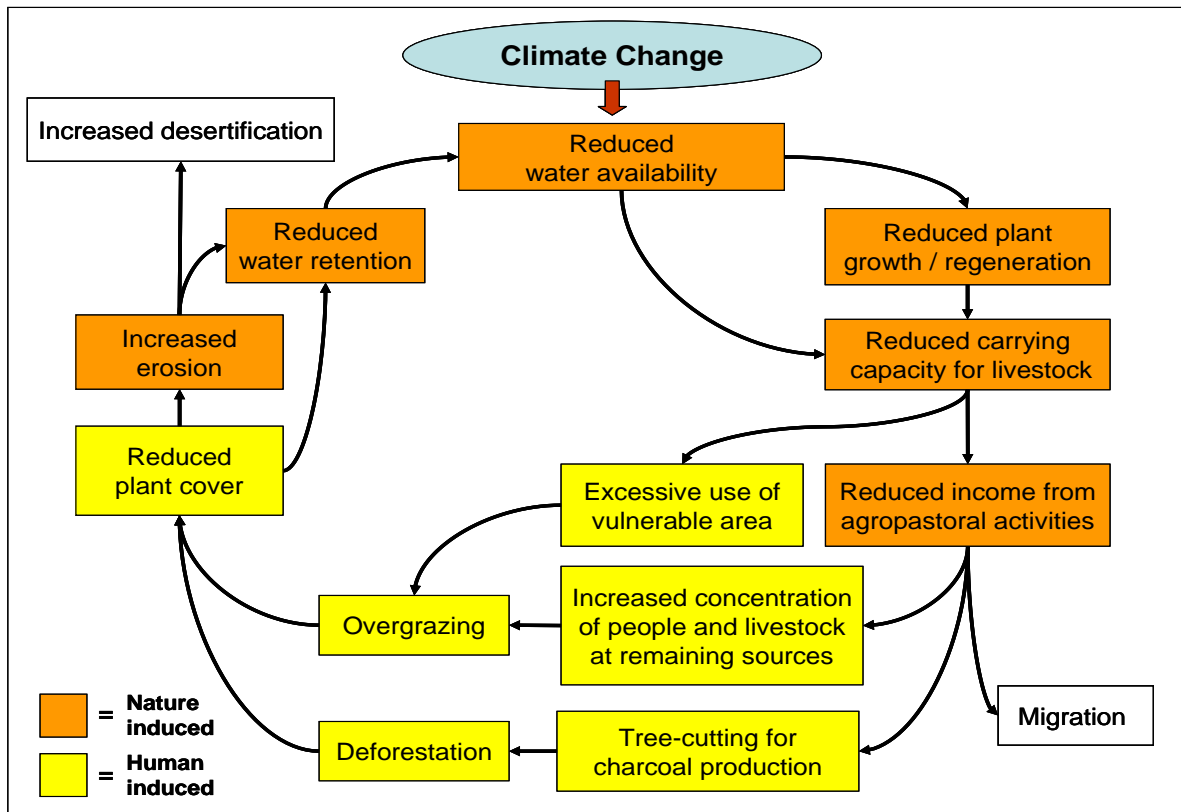 Climate Change
Increased desertification
Reduced
water availability
Reduced
water retention
Reduced plant
growth / regeneration
Increased
erosion
Reduced carrying
capacity for livestock
Reduced
plant cover
Excessive use of
vulnerable area
Reduced income from
agropastoral activities
Overgrazing
Increased concentration
of people and livestock
at remaining sources
Migration
Deforestation
Tree-cutting for
charcoal production
= Nature
induced
= Human
induced